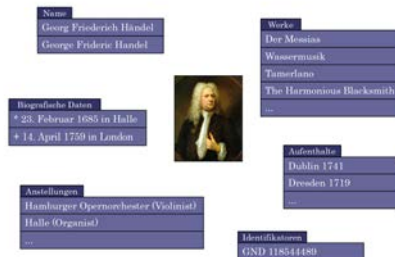 Name
Georg Friederich Händel
George Frideric Handel
Werke
Der Messias
Wassermusik
Tamerlano
The Harmonious Blacksmith
...
Biografische Daten
* 23. Februar 1685 in Halle
+ 14. April 1759 in London
Aufenthalte
Dublin 1741
Dresden 1719
...
Anstellungen
Hamburger Opernorchester (Violinist)
Halle (Organist)
...
Identifikatoren
GND 118544489